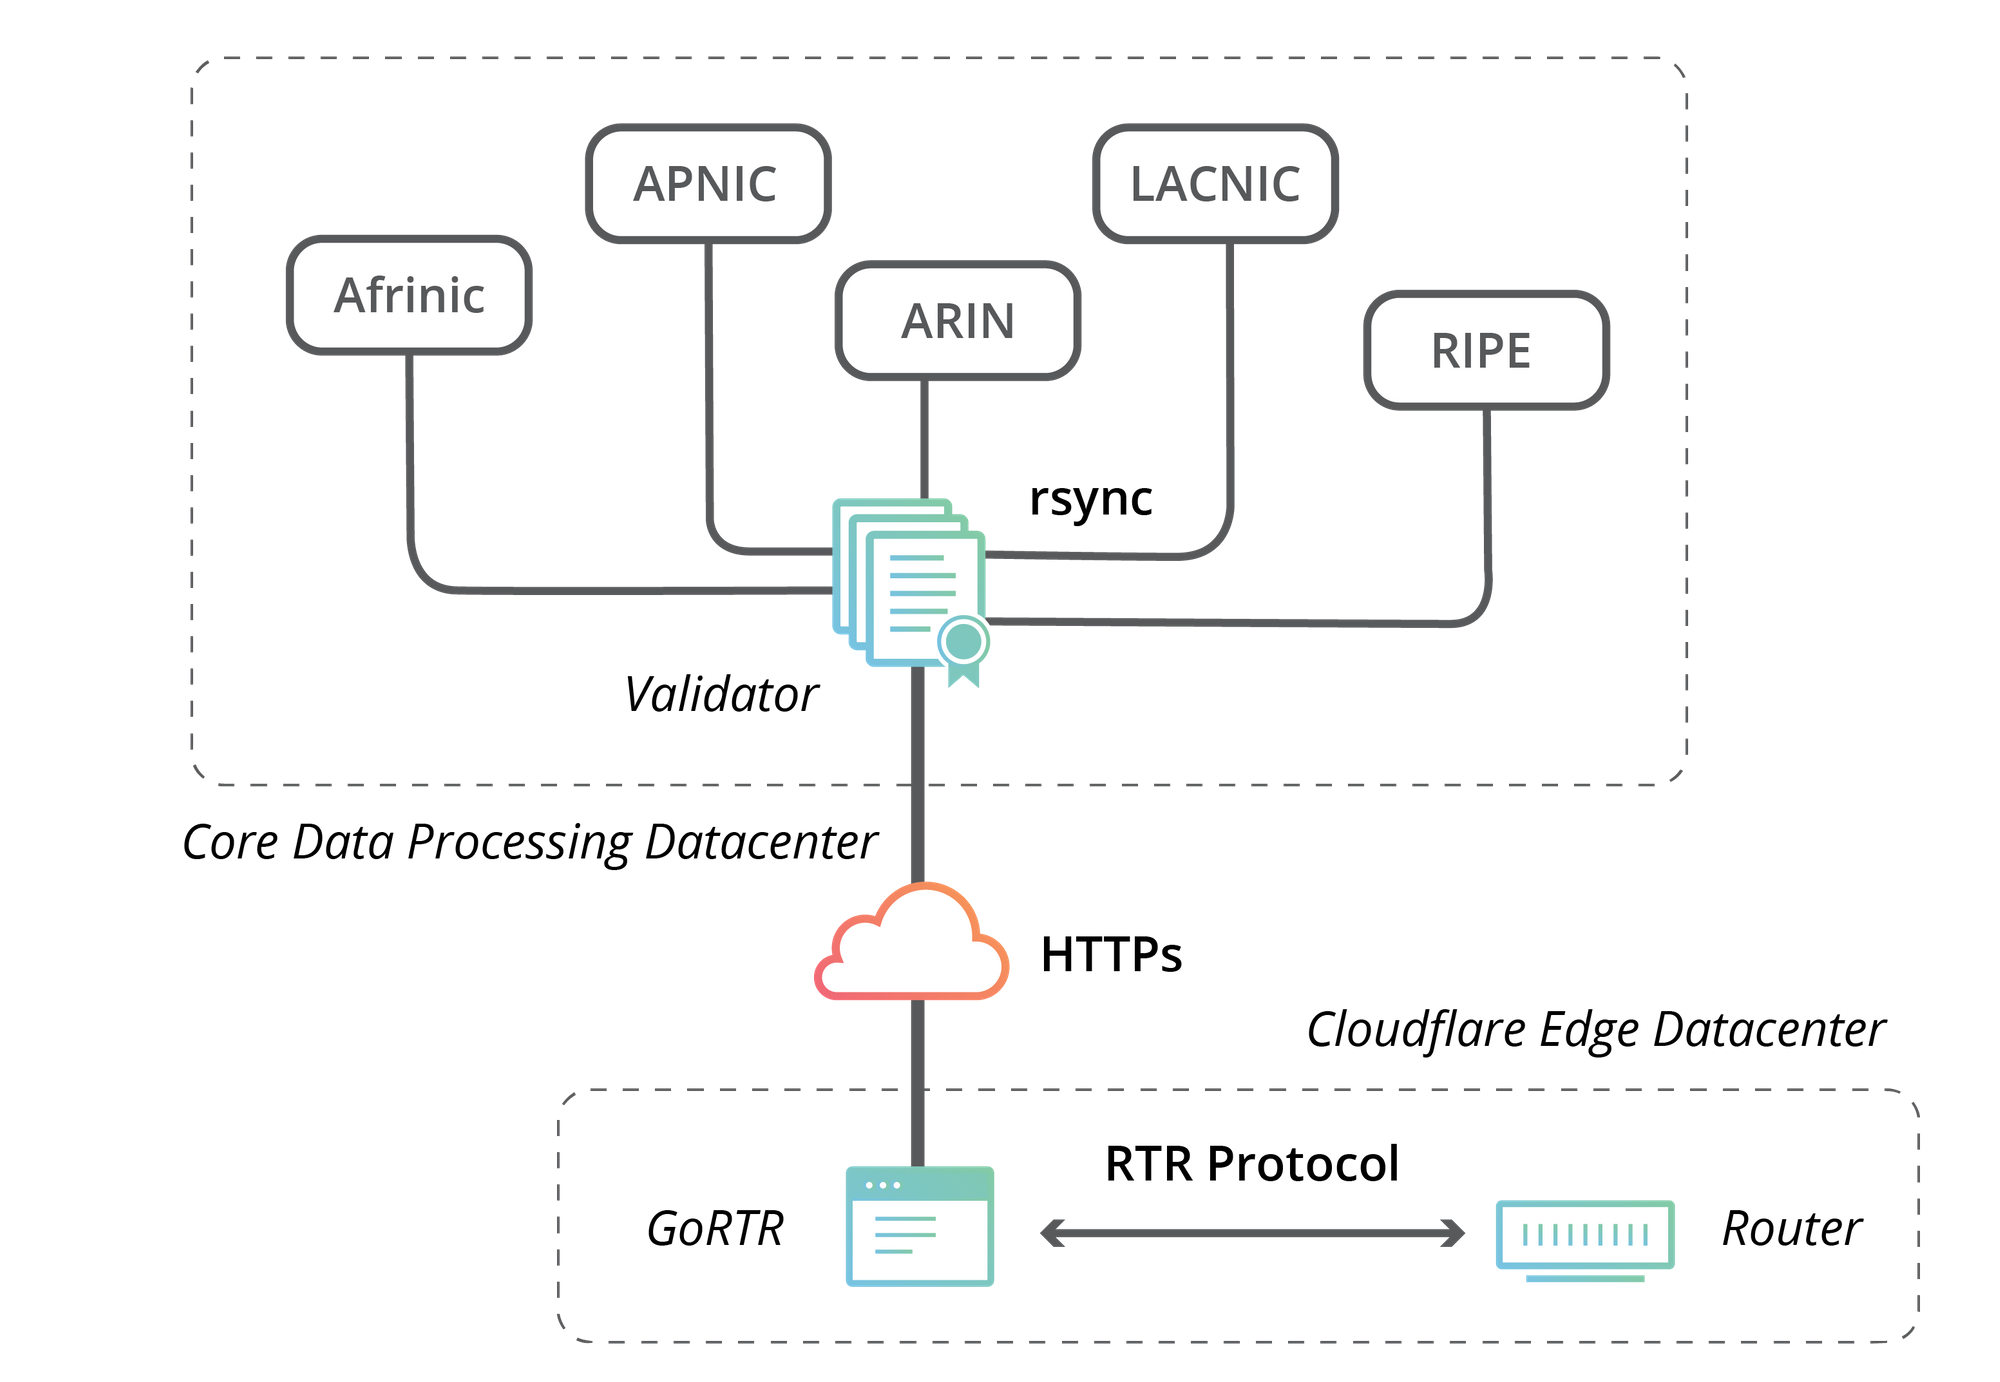 APNIC
LACNIC
Afrinic
ARIN
RIPE
rsync
Validator
Core Data Processing Datacenter
HTTPs
Cloudflare Edge Datacenter
RTR Protocol
GoRTR
Router